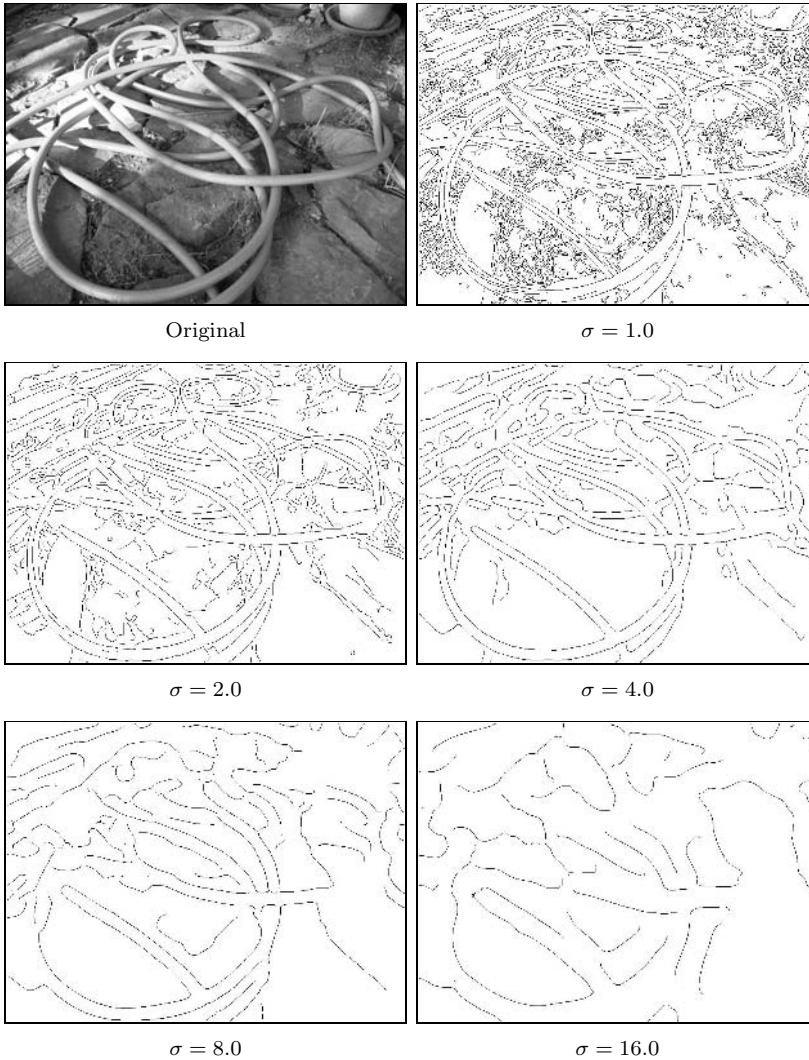 Original
σ = 1.0
σ = 2.0
σ = 4.0
σ = 8.0
σ = 16.0